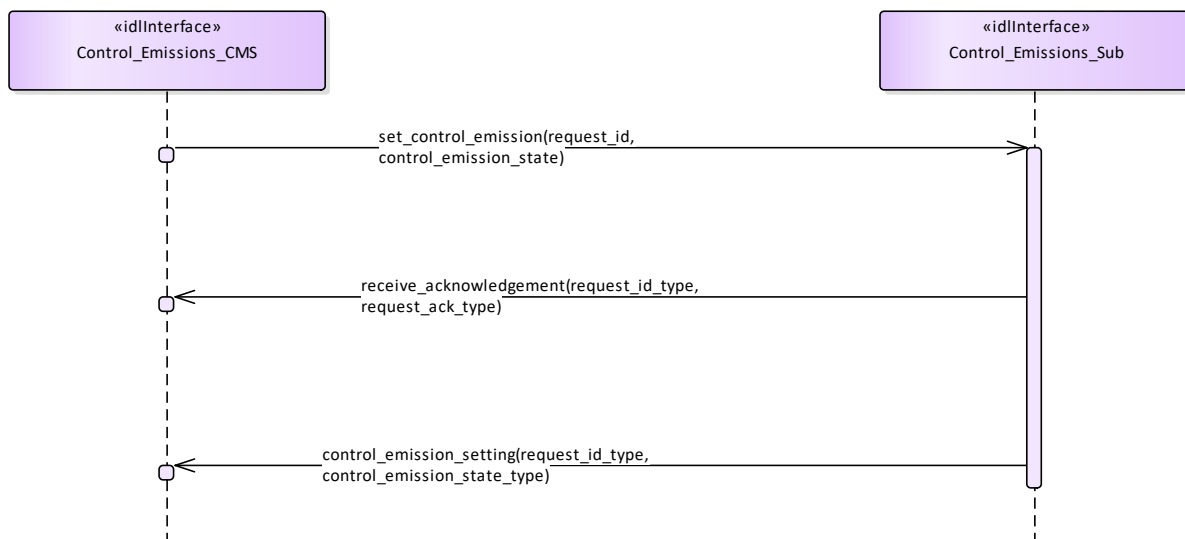 «idlInterface»
Control_Emissions_CMS
«idlInterface»
Control_Emissions_Sub
set_control_emission(request_id,
control_emission_state)
receive_acknowledgement(request_id_type,
request_ack_type)
control_emission_setting(request_id_type,
control_emission_state_type)